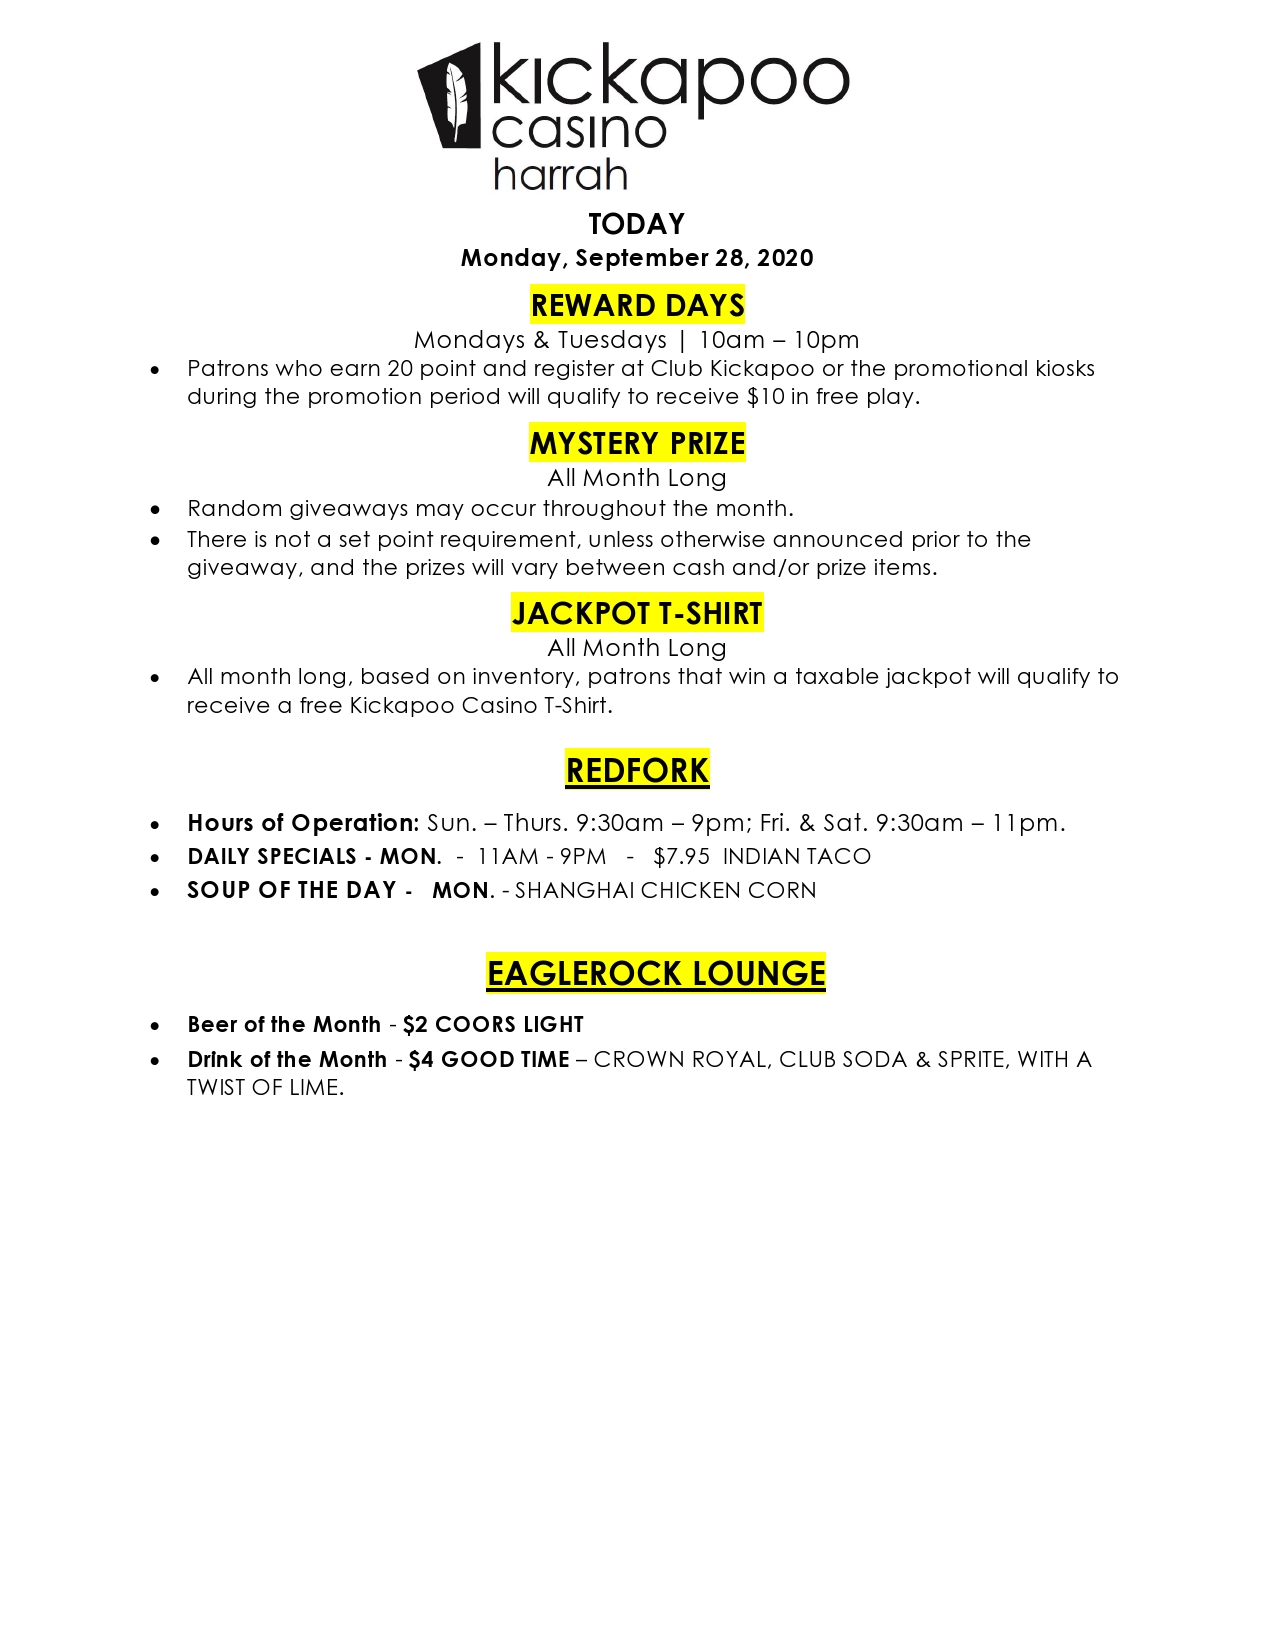 kickapoo
casino
harrah
TODAY
Monday, September 28, 2020
REWARD DAYS
Mondays & Tuesdays | 10am – 10pm
• Patrons who earn 20 point and register at Club Kickapoo or the promotional kiosks
during the promotion period will qualify to receive $10 in free play.
MYSTERY PRIZE
All Month Long
• Random giveaways may occur throughout the month.
• There is not a set point requirement, unless otherwise announced prior to the
giveaway, and the prizes will vary between cash and/or prize items.
JACKPOT T-SHIRT
All Month Long
• All month long, based on inventory, patrons that win a taxable jackpot will qualify to
receive a free Kickapoo Casino T-Shirt.
REDFORK
• Hours of Operation: Sun. – Thurs. 9:30am – 9pm; Fri. & Sat. 9:30am – 11pm.
• DAILY SPECIALS - MON. - 11AM - 9PM - $7.95 INDIAN TACO
• SOUP OF THE DAY - MON. - SHANGHAI CHICKEN CORN
EAGLEROCK LOUNGE
• Beer of the Month - $2 COORS LIGHT
• Drink of the Month - $4 GOOD TIME – CROWN ROYAL, CLUB SODA & SPRITE, WITH A
TWIST OF LIME.